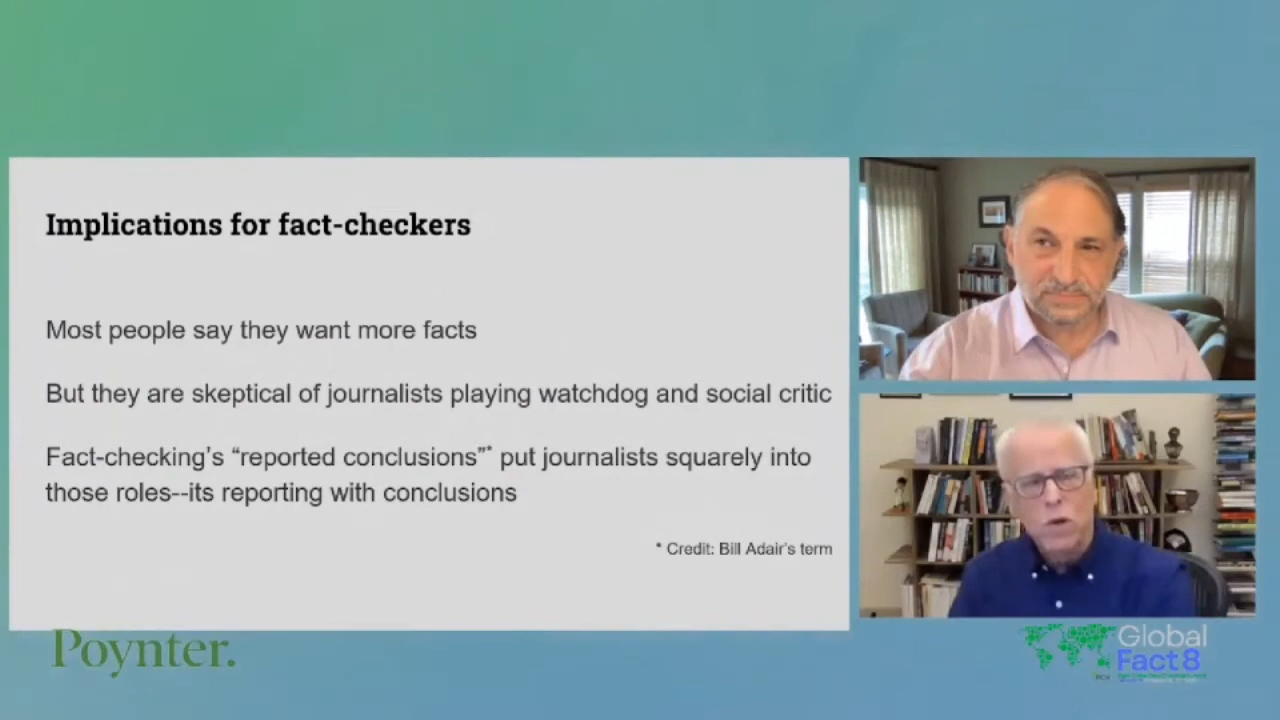 Implications for fact-checkers
Most people say they want more facts
But they are skeptical of journalists playing watchdog and social critic
Fact-checking's “reported conclusions”* put journalists squarely into
those roles--its reporting with conclusions
* Credit: Bill Adair's term
Poynter.
Global
Fact 8